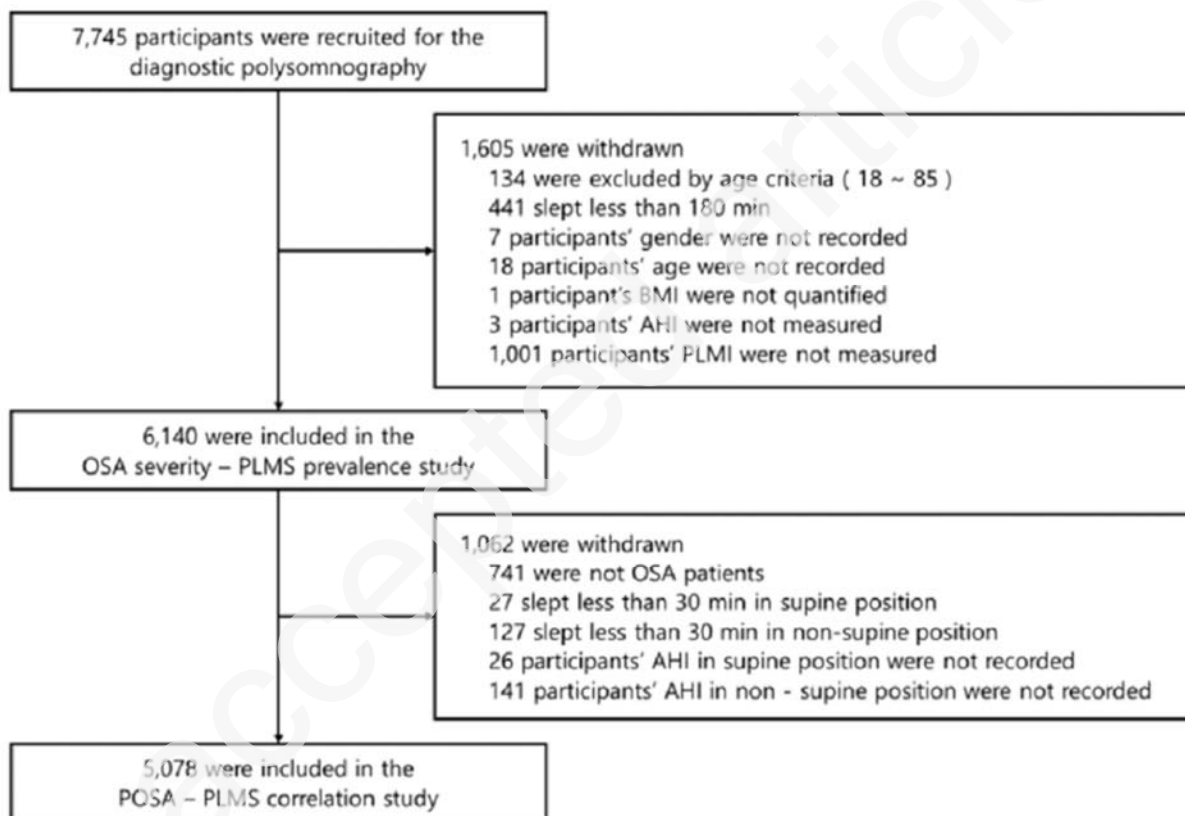 7,745 participants were recruited for the
diagnostic polysomnography
1,605 were withdrawn
134 were excluded by age criteria ( 18 ~ 85 )
441 slept less than 180 min
7 participants' gender were not recorded
18 participants' age were not recorded
1 participant's BMI were not quantified
3 participants' AHI were not measured
1,001 participants' PLMI were not measured
6,140 were included in the
OSA severity – PLMS prevalence study
1,062 were withdrawn
741 were not OSA patients
27 slept less than 30 min in supine position
127 slept less than 30 min in non-supine position
26 participants' AHI in supine position were not recorded
141 participants' AHI in non - supine position were not recorded
5,078 were included in the
POSA – PLMS correlation study
accepted artic